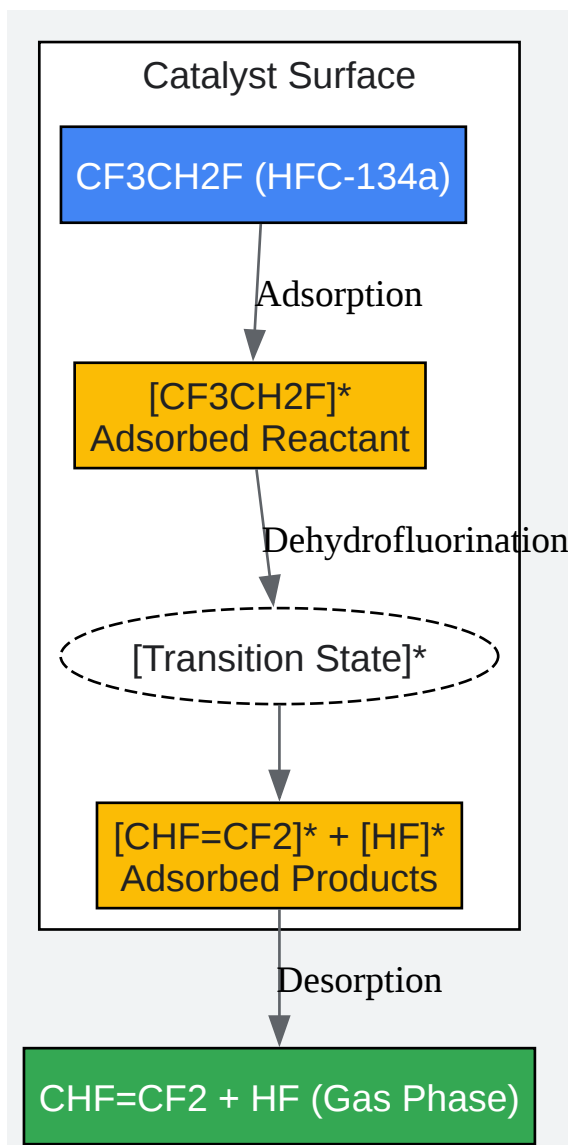 Catalyst Surface
CF3CH2F (HFC-134a)
Adsorption
[CF3CH2F]*
Adsorbed Reactant
Dehydrofluorination
[Transition State]*
[CHF=CF2]* + [HF]*
Adsorbed Products
Desorption
CHF=CF2 + HF (Gas Phase)